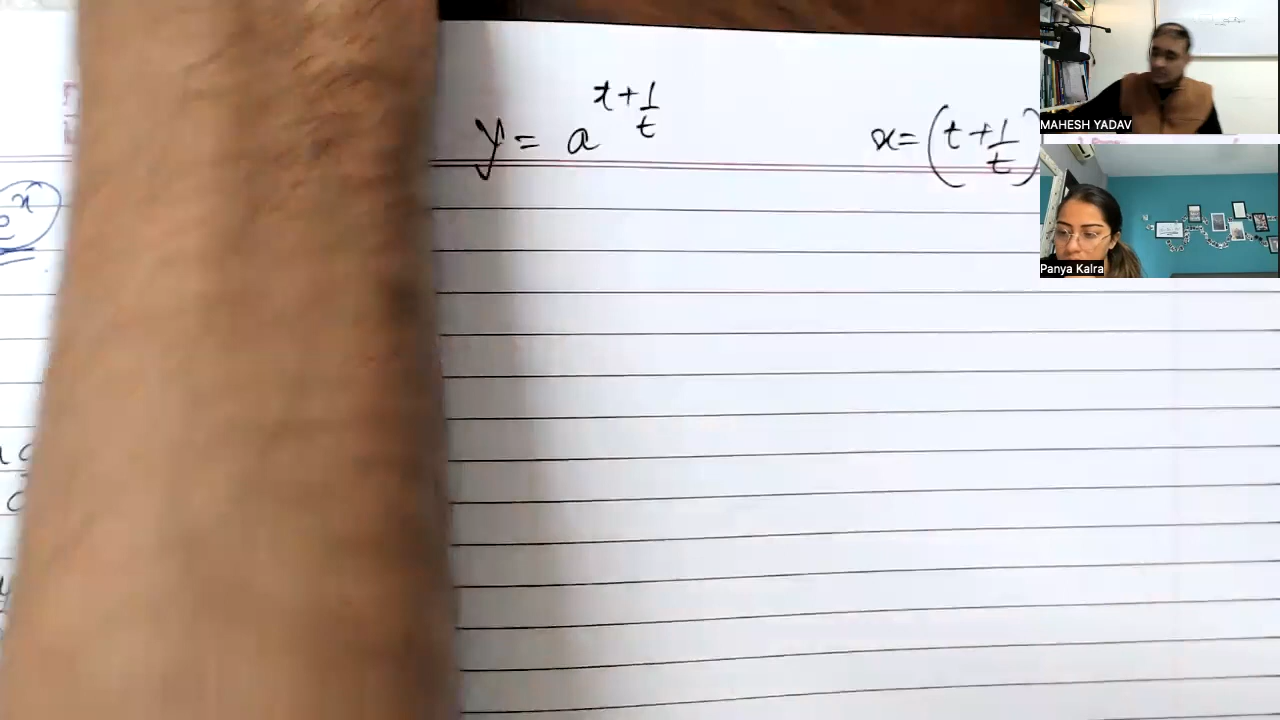 y = a^{t+1/t} x = (t+1/t)
e^x
MAHESH YADAV
Panya Kalra